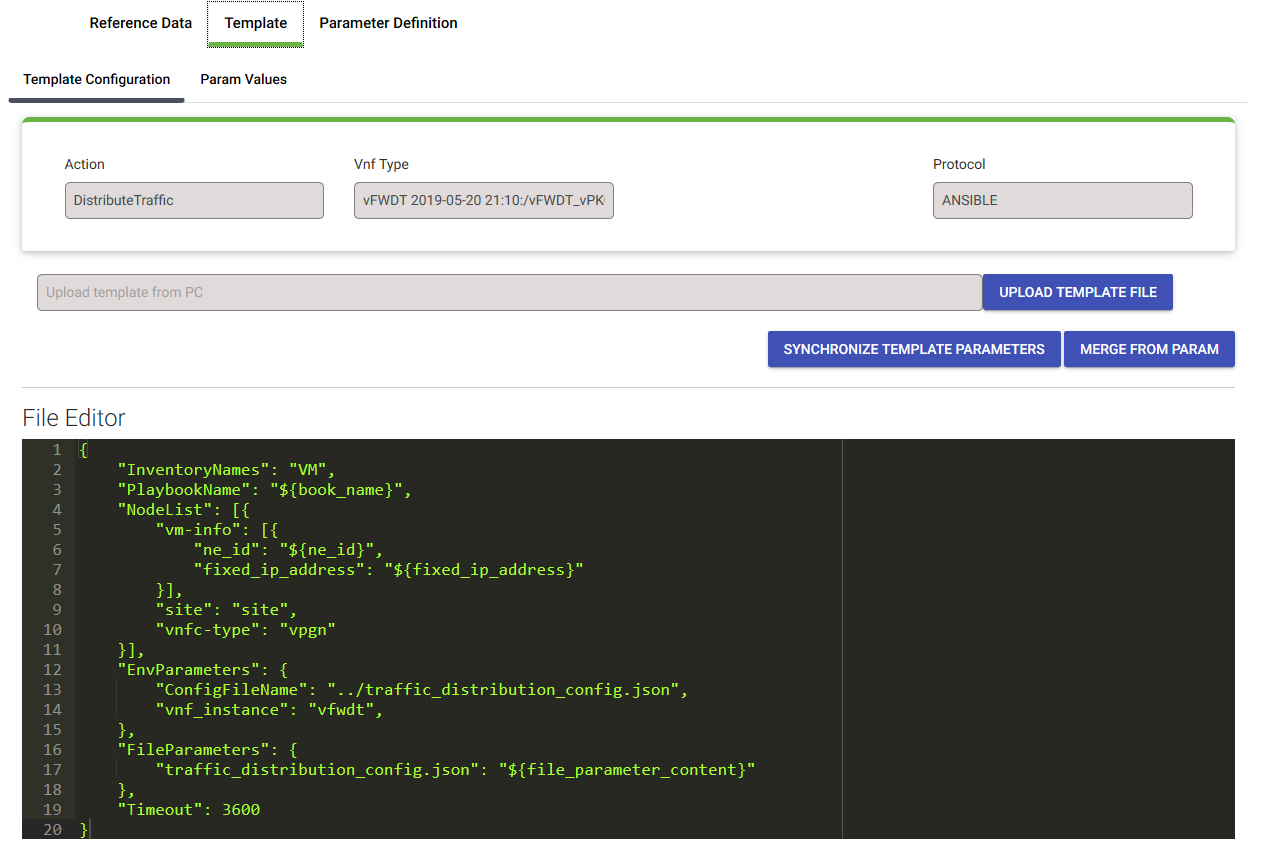 Reference Data Template Parameter Definition
Template Configuration Param Values
Action Vnf Type Protocol
DistributeTraffic vFWDT 2019-05-20 21:10:/vFWDT_vPK ANSIBLE
Upload template from PC UPLOAD TEMPLATE FILE
SYNCHRONIZE TEMPLATE PARAMETERS MERGE FROM PARAM
File Editor
1 {
2 "InventoryNames": "VM",
3 "PlaybookName": "${book_name}",
4 "NodeList": [{
5 "vm-info": [{
6 "ne_id": "${ne_id}",
7 "fixed_ip_address": "${fixed_ip_address}"
8 }],
9 "site": "site",
10 "vnfc-type": "vpgn"
11 }],
12 "EnvParameters": {
13 "ConfigFileName": "../traffic_distribution_config.json",
14 "vnf_instance": "vfwdt",
15 },
16 "FileParameters": {
17 "traffic_distribution_config.json": "${file_parameter_content}"
18 },
19 "Timeout": 3600
20 }